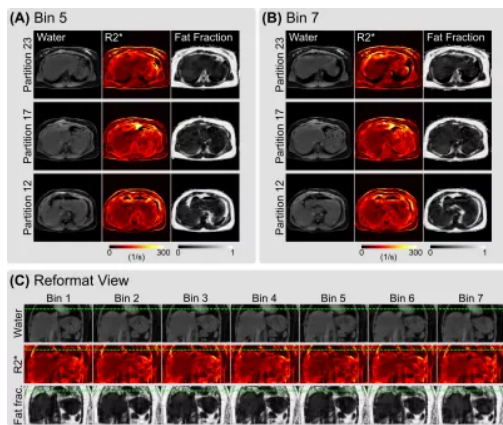 (A) Bin 5
Water R2* Fat Fraction
Partition 23
Partition 17
Partition 12
0 300 0 1
(1/s)
(B) Bin 7
Water R2* Fat Fraction
Partition 23
Partition 17
Partition 12
0 300 0 1
(1/s)
(C) Reformat View
Bin 1 Bin 2 Bin 3 Bin 4 Bin 5 Bin 6 Bin 7
Water
R2*
Fat frac.